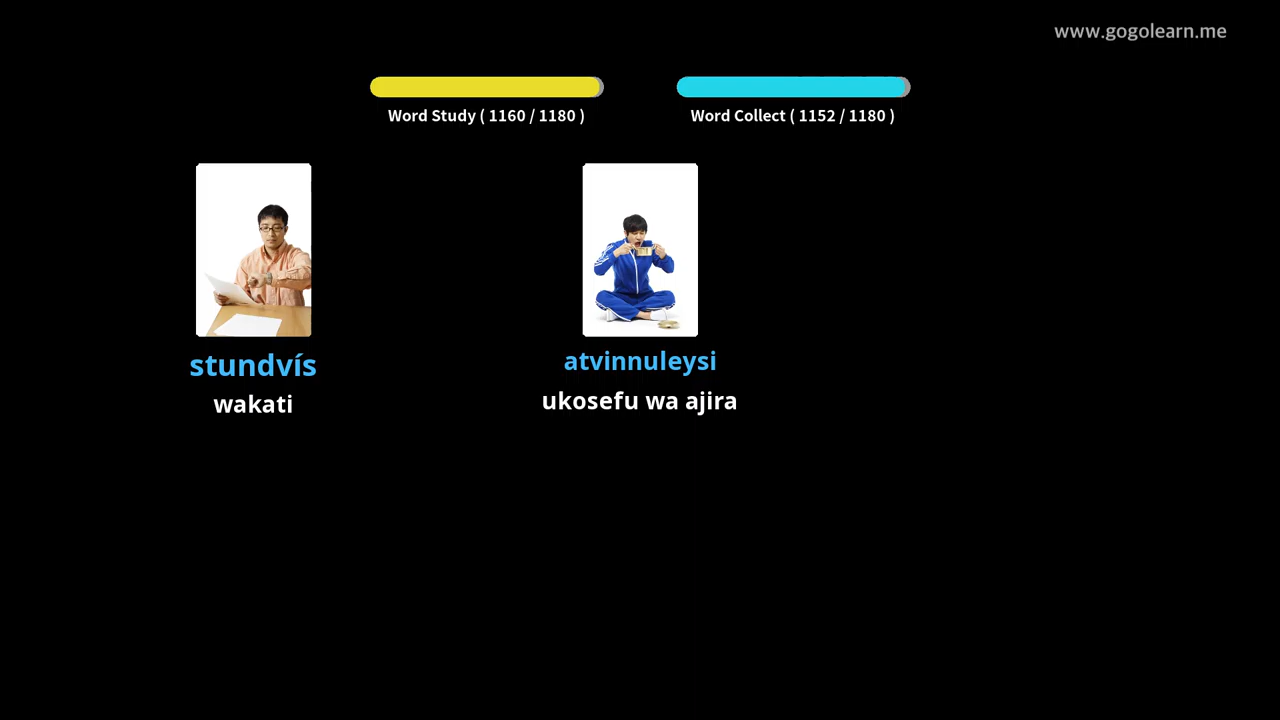 www.gogolearn.me
Word Study ( 1160 / 1180 )
Word Collect ( 1152 / 1180 )
stundvís
wakati
atvinnuleysi
ukosefu wa ajira